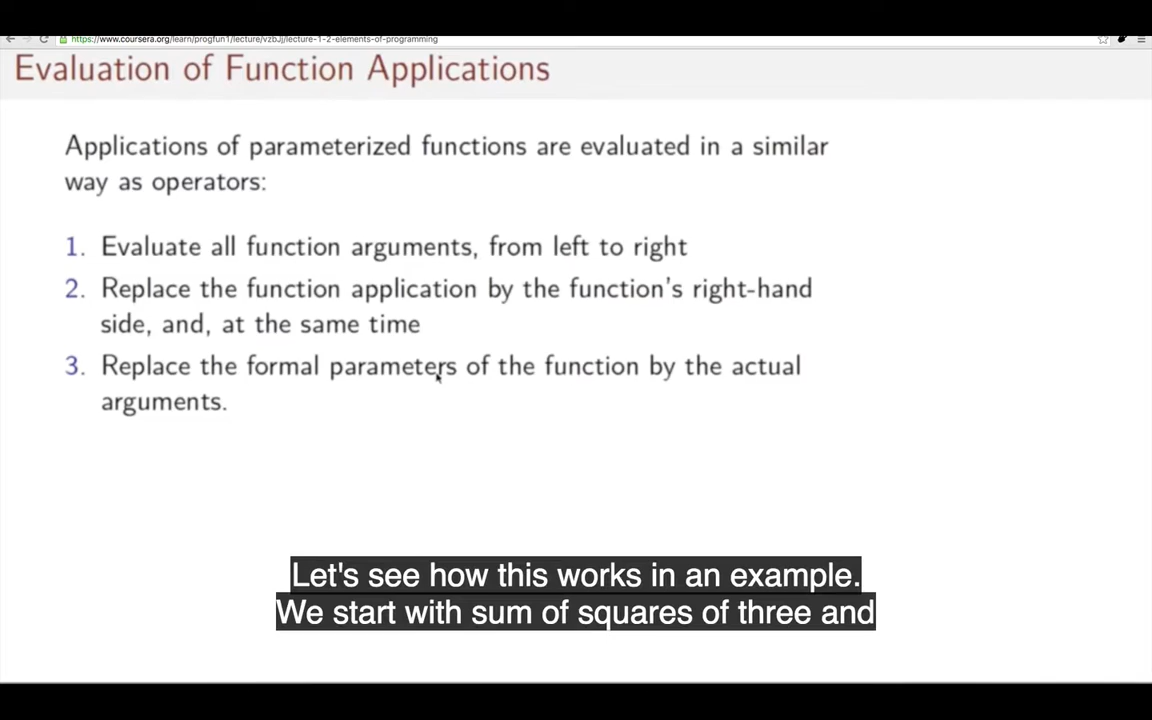 https://www.coursera.org/learn/progfun1/lecture/vzbJj/lecture-1-2-elements-of-programming
Evaluation of Function Applications
Applications of parameterized functions are evaluated in a similar
way as operators:
1. Evaluate all function arguments, from left to right
2. Replace the function application by the function's right-hand
side, and, at the same time
3. Replace the formal parameters of the function by the actual
arguments.
Let's see how this works in an example.
We start with sum of squares of three and